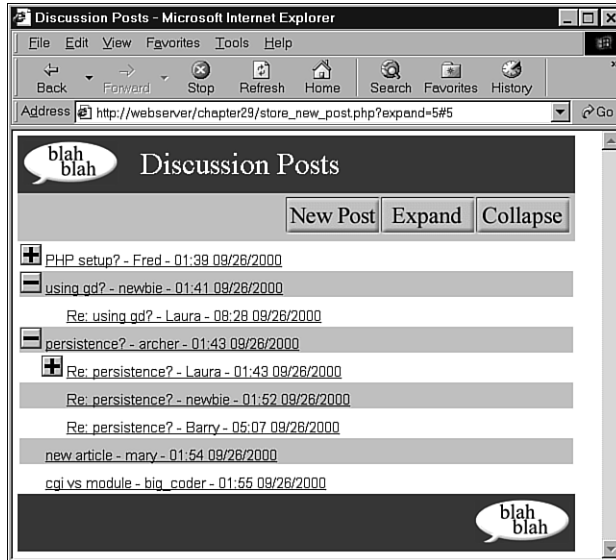 Discussion Posts - Microsoft Internet Explorer
File Edit View Favorites Tools Help
Back Forward Stop Refresh Home Search Favorites History »
Address http://webserver/chapter29/store_new_post.php?expand=5#5 Go
blah
blah
Discussion Posts
New Post Expand Collapse
PHP setup? - Fred - 01:39 09/26/2000
using gd? - newbie - 01:41 09/26/2000
Re: using gd? - Laura - 08:28 09/26/2000
persistence? - archer - 01:43 09/26/2000
Re: persistence? - Laura - 01:43 09/26/2000
Re: persistence? - newbie - 01:52 09/26/2000
Re: persistence? - Barry - 05:07 09/26/2000
new article - mary - 01:54 09/26/2000
cgi vs module - big_coder - 01:55 09/26/2000
blah
blah